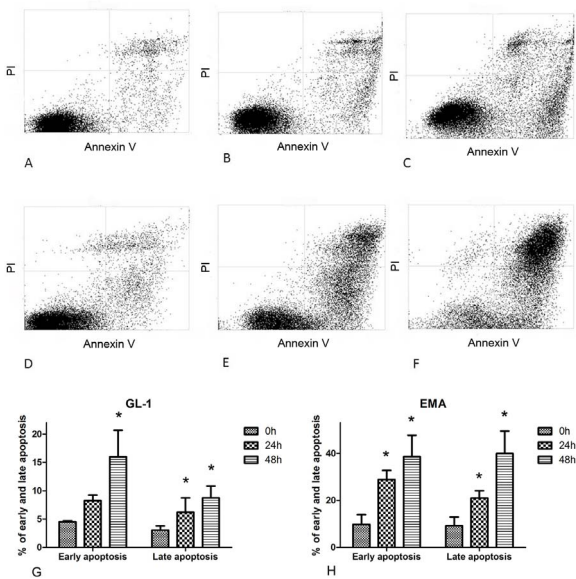 PI
PI
PI
Annexin V
Annexin V
Annexin V
A
B
C
PI
PI
PI
Annexin V
Annexin V
Annexin V
D
E
F
GL-1
% of early and late apoptosis
20
15
10
5
0
*
* *
0h
24h
48h
Early apoptosis
Late apoptosis
G
EMA
% of early and late apoptosis
40
20
0
* *
* *
0h
24h
48h
Early apoptosis
Late apoptosis
H